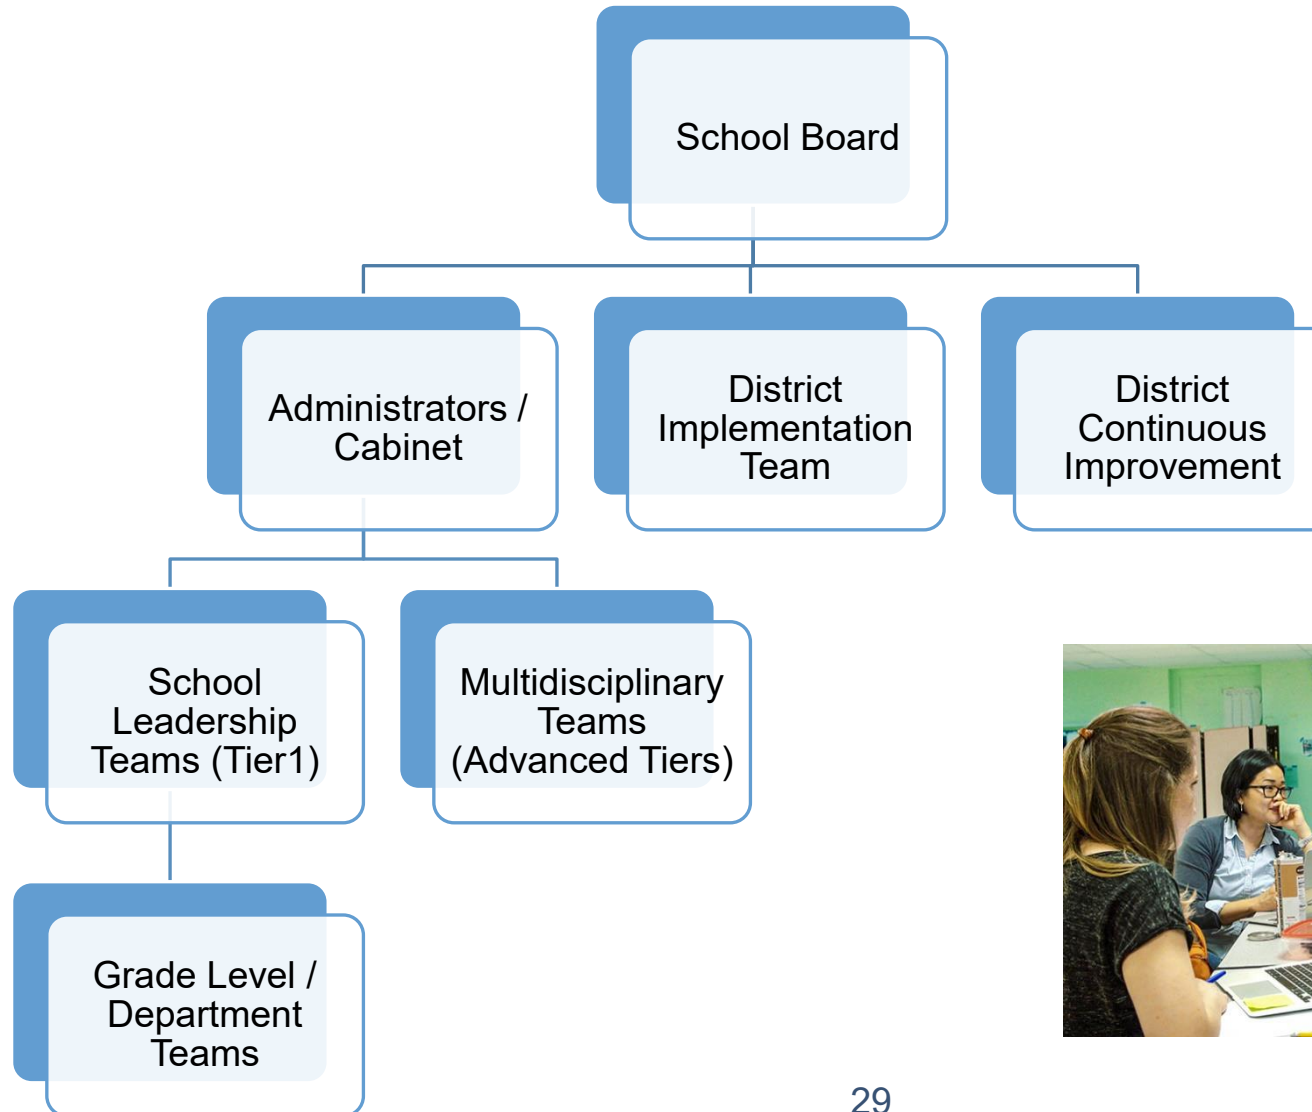 School Board
Administrators /
Cabinet
District
Implementation
Team
District
Continuous
Improvement
School
Leadership
Teams (Tier1)
Multidisciplinary
Teams
(Advanced Tiers)
Grade Level /
Department
Teams
29